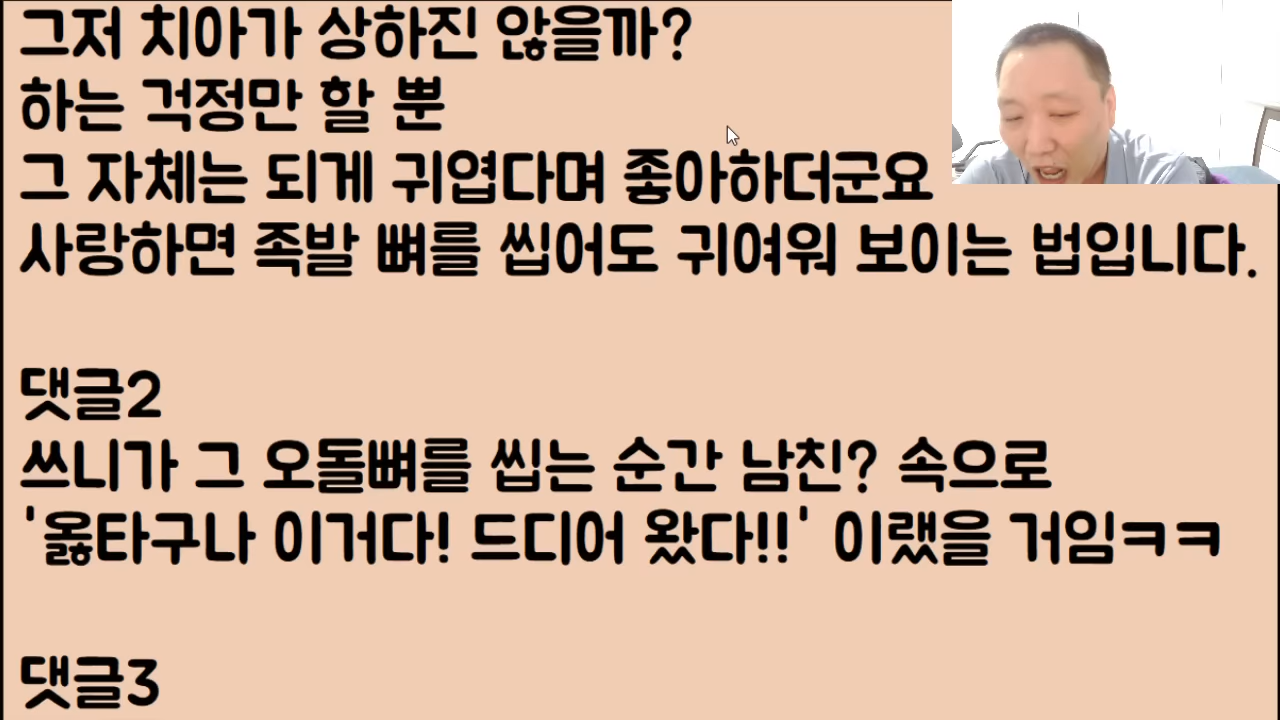 그저 치아가 상하진 않을까?
하는 걱정만 할 뿐
그 자체는 되게 귀엽다며 좋아하더군요
사랑하면 족발 뼈를 씹어도 귀여워 보이는 법입니다.
댓글2
쓰니가 그 오돌뼈를 씹는 순간 남친? 속으로
'옳타구나 이거다! 드디어 왔다!!' 이랬을 거임ㅋㅋ
댓글3